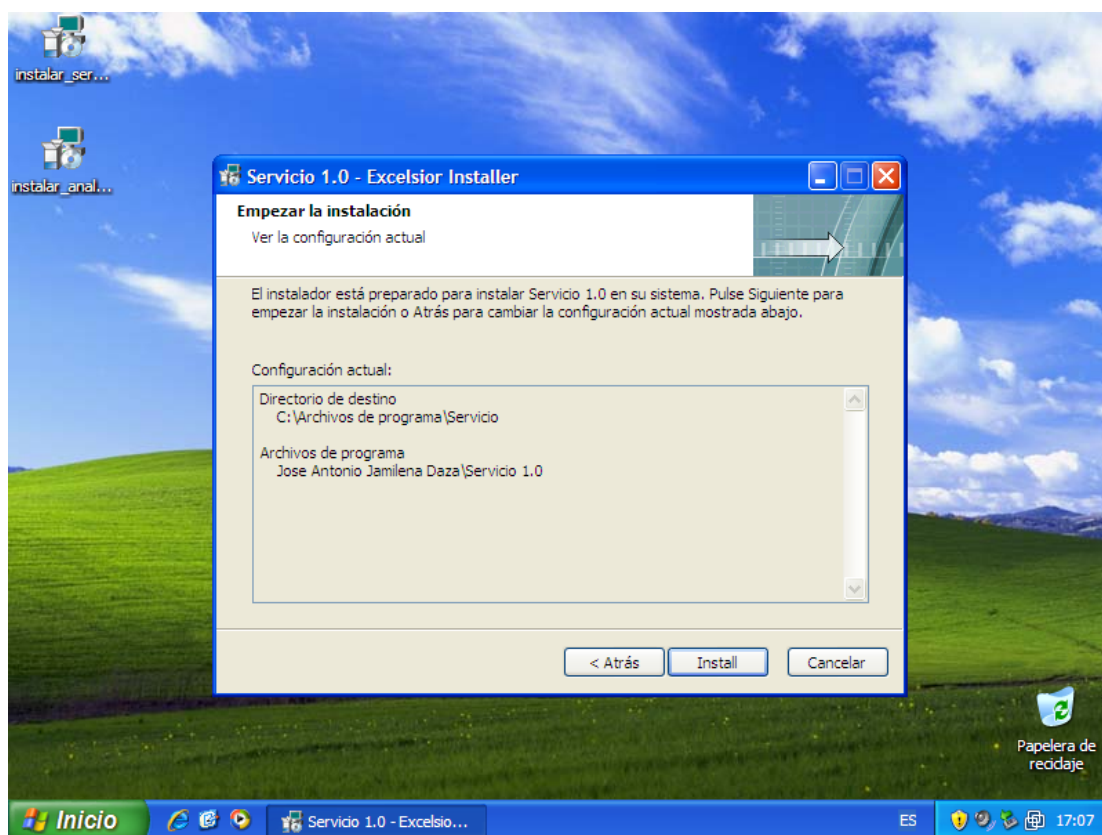 instalar_ser...
instalar_anal...
Servicio 1.0 - Excelsior Installer
Empezar la instalación
Ver la configuración actual
El instalador está preparado para instalar Servicio 1.0 en su sistema. Pulse Siguiente para
empezar la instalación o Atrás para cambiar la configuración actual mostrada abajo.
Configuración actual:
Directorio de destino
C:\Archivos de programa\Servicio
Archivos de programa
Jose Antonio Jamilena Daza\Servicio 1.0
< Atrás
Install
Cancelar
Papelera de
reciclaje
Inicio
Servicio 1.0 - Excelsio...
ES
17:07